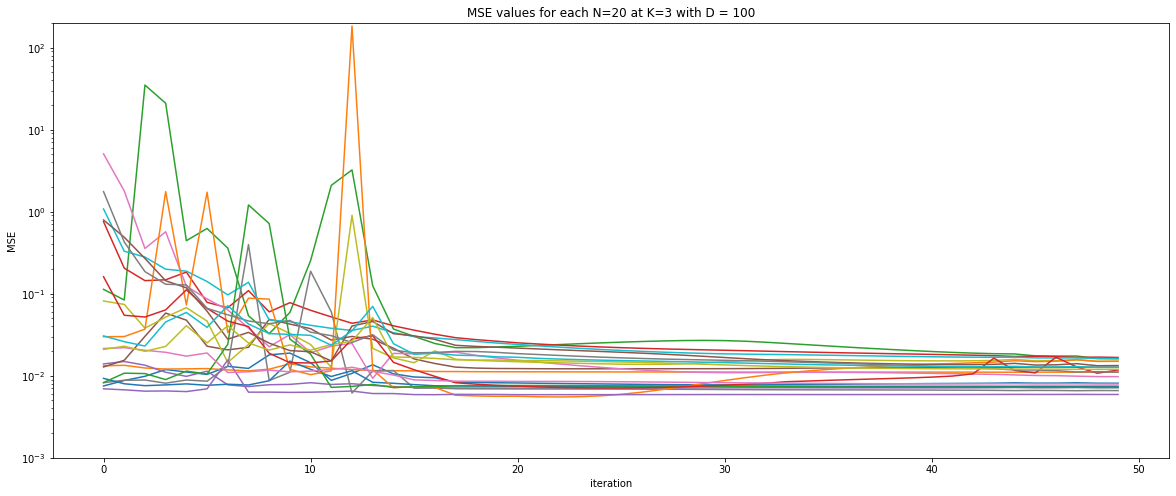 MSE values for each N=20 at K=3 with D = 100
10²
10¹
10⁰
10⁻¹
10⁻²
10⁻³
MSE
0 10 20 30 40 50
iteration